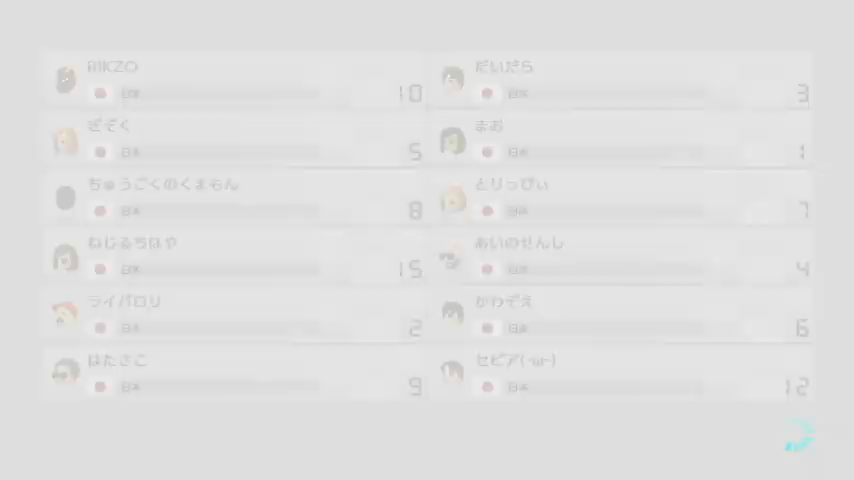 RIKZO
日本
10
ぎぞく
日本
5
ちゅうごくのくまもん
日本
8
ねじるちはや
日本
15
ライバロリ
日本
2
はたさこ
日本
9
だいだら
日本
3
まお
日本
1
とりっぴぃ
日本
7
あいのせんし
日本
4
かわぞえ
日本
6
セピア(･ω･)
日本
12